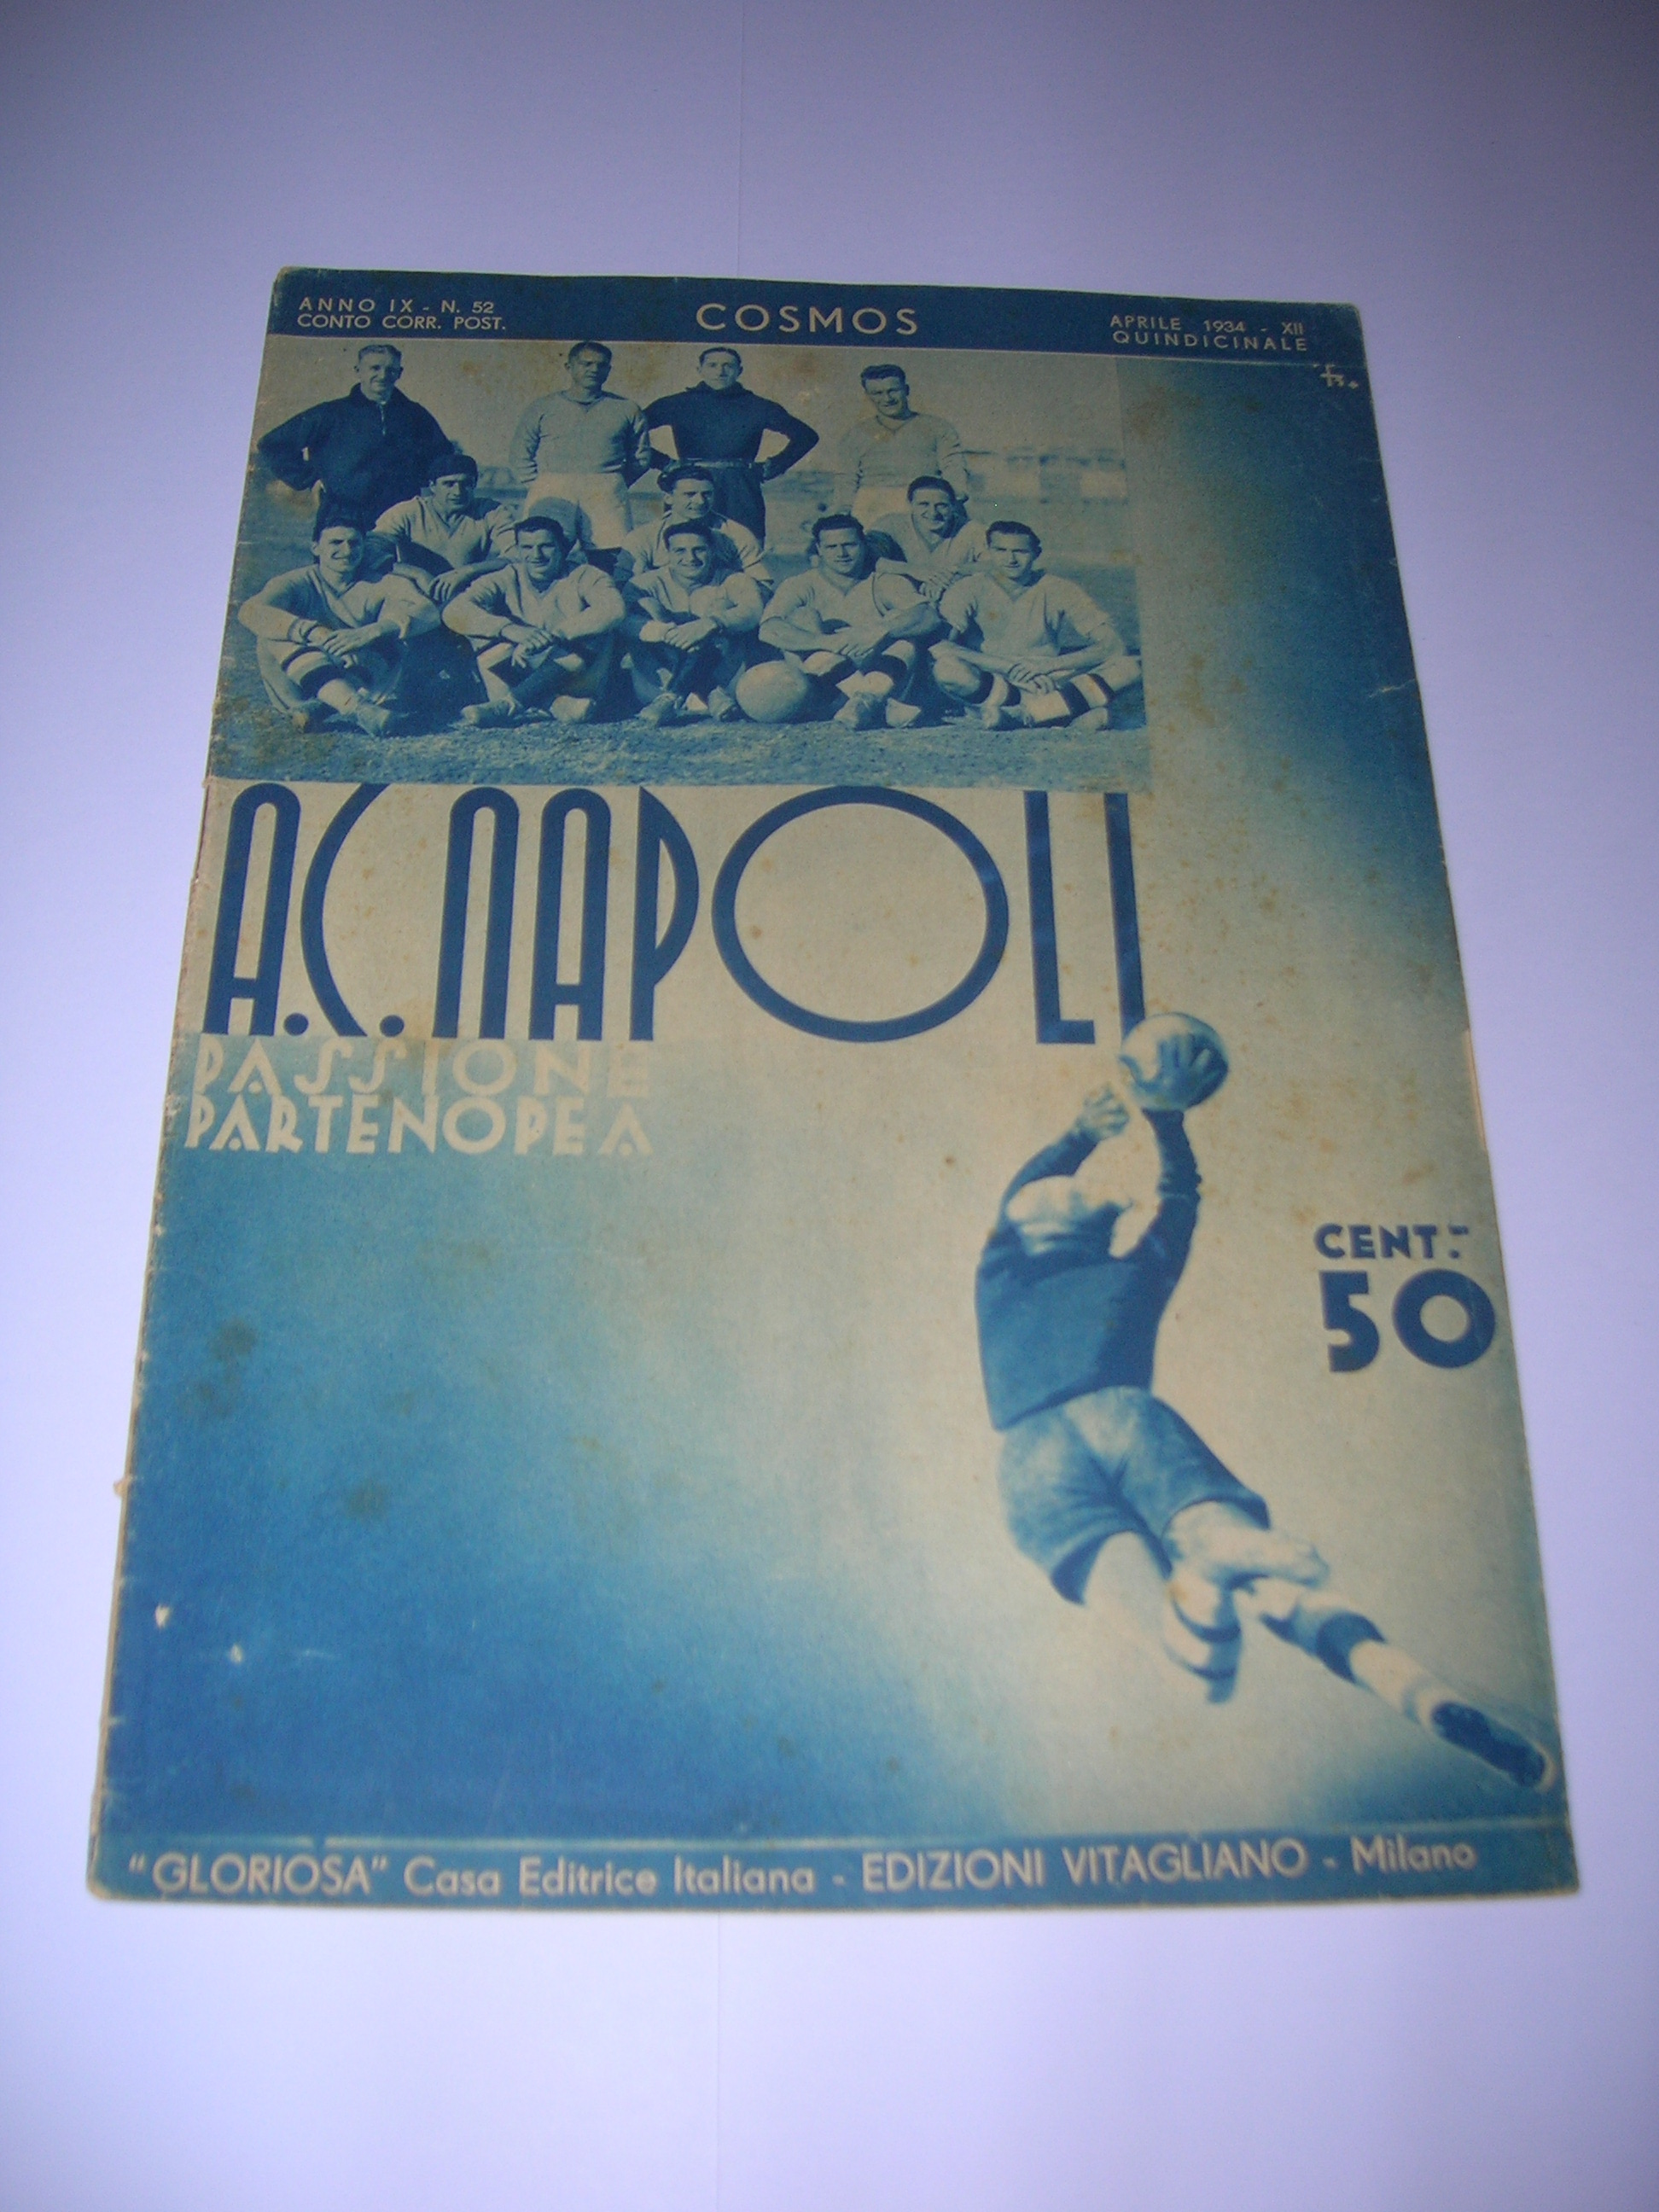 ANNO IX - N. 52
CONTO CORR. POST.
COSMOS
APRILE 1934 - XII
QUINDICINALE
A.C. NAPOLI
PASSIONE
PARTENOPEA
CENT.
50
"GLORIOSA" Casa Editrice Italiana - EDIZIONI VITAGLIANO - Milano